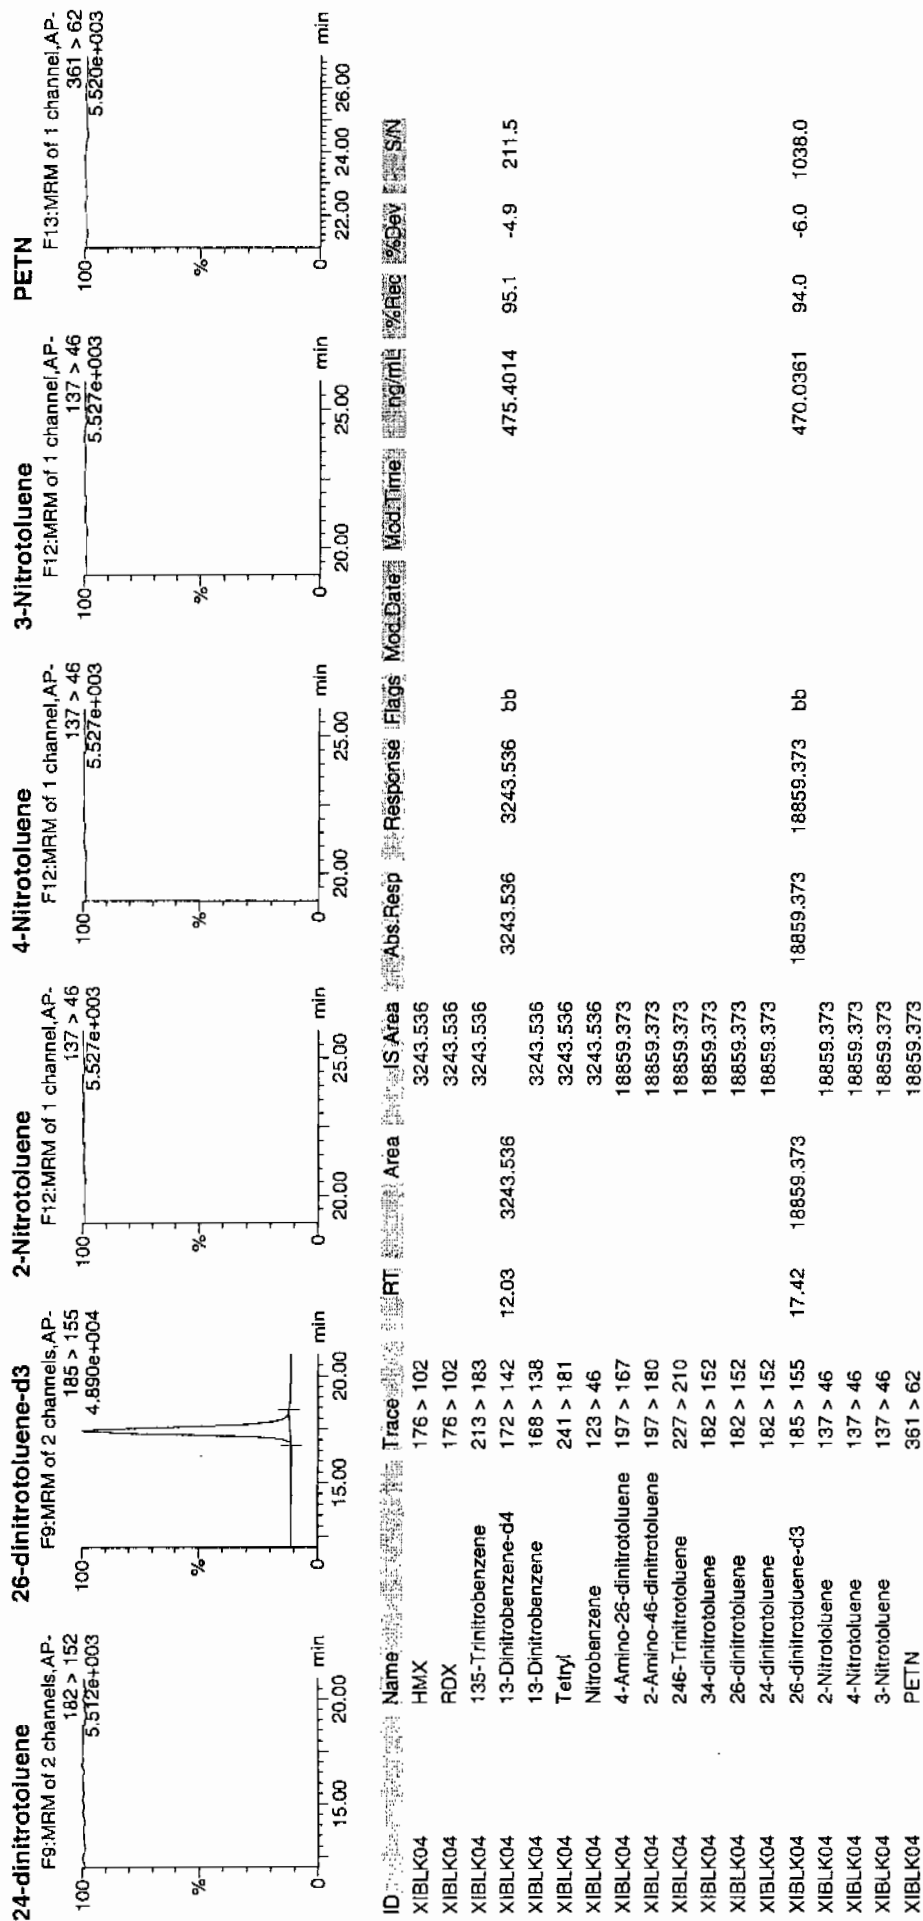 24-dinitrotoluene
F9:MRM of 2 channels,AP-
182 > 152
5.512e+003
100
%
0
15.00 20.00 min
26-dinitrotoluene-d3
F9:MRM of 2 channels,AP-
185 > 155
4.890e+004
100
%
0
15.00 20.00 min
2-Nitrotoluene
F12:MRM of 1 channel,AP-
137 > 46
5.527e+003
100
%
0
20.00 25.00 min
4-Nitrotoluene
F12:MRM of 1 channel,AP-
137 > 46
5.527e+003
100
%
0
20.00 25.00 min
3-Nitrotoluene
F12:MRM of 1 channel,AP-
137 > 46
5.527e+003
100
%
0
20.00 25.00 min
PETN
F13:MRM of 1 channel,AP-
361 > 62
5.520e+003
100
%
0
22.00 24.00 26.00 min
ID Name Trace RT Area IS Area Abs.Resp Response Flags Mod.Date Mod.Time ng/mL %Rec %Dev S/N
XIBLK04 HMX 176 > 102 3243.536
XIBLK04 RDX 176 > 102 3243.536
XIBLK04 135-Trinitrobenzene 213 > 183 3243.536
XIBLK04 13-Dinitrobenzene-d4 172 > 142 12.03 3243.536 3243.536 3243.536 bb 475.4014 95.1 -4.9 211.5
XIBLK04 13-Dinitrobenzene 168 > 138 3243.536
XIBLK04 Tetryl 241 > 181 3243.536
XIBLK04 Nitrobenzene 123 > 46 3243.536
XIBLK04 4-Amino-26-dinitrotoluene 197 > 167 18859.373
XIBLK04 2-Amino-46-dinitrotoluene 197 > 180 18859.373
XIBLK04 246-Trinitrotoluene 227 > 210 18859.373
XIBLK04 34-dinitrotoluene 182 > 152 18859.373
XIBLK04 26-dinitrotoluene 182 > 152 18859.373
XIBLK04 24-dinitrotoluene 182 > 152 18859.373
XIBLK04 26-dinitrotoluene-d3 185 > 155 17.42 18859.373 18859.373 18859.373 bb 470.0361 94.0 -6.0 1038.0
XIBLK04 2-Nitrotoluene 137 > 46 18859.373
XIBLK04 4-Nitrotoluene 137 > 46 18859.373
XIBLK04 3-Nitrotoluene 137 > 46 18859.373
XIBLK04 PETN 361 > 62 18859.373